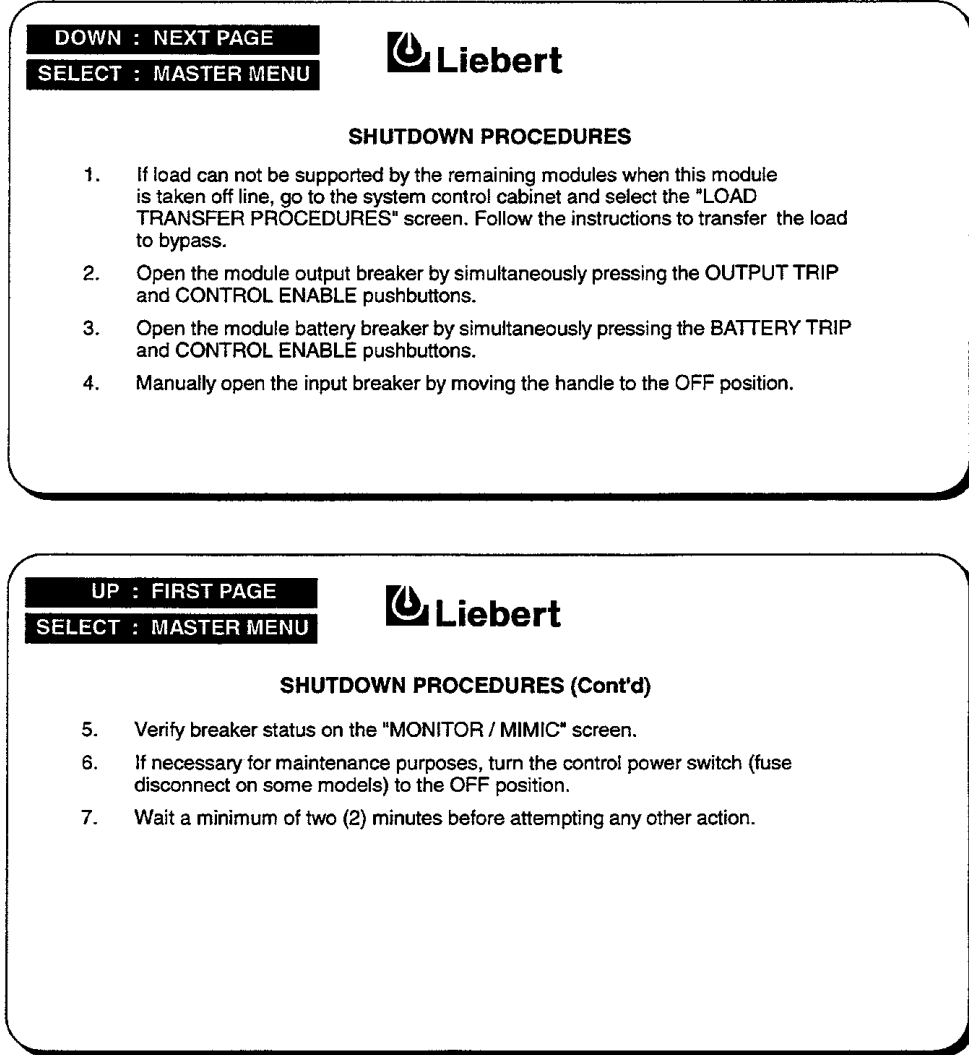 DOWN : NEXT PAGE
SELECT : MASTER MENU
Liebert
SHUTDOWN PROCEDURES
1. If load can not be supported by the remaining modules when this module
is taken off line, go to the system control cabinet and select the "LOAD
TRANSFER PROCEDURES" screen. Follow the instructions to transfer the load
to bypass.
2. Open the module output breaker by simultaneously pressing the OUTPUT TRIP
and CONTROL ENABLE pushbuttons.
3. Open the module battery breaker by simultaneously pressing the BATTERY TRIP
and CONTROL ENABLE pushbuttons.
4. Manually open the input breaker by moving the handle to the OFF position.
UP : FIRST PAGE
SELECT : MASTER MENU
Liebert
SHUTDOWN PROCEDURES (Cont'd)
5. Verify breaker status on the "MONITOR / MIMIC" screen.
6. If necessary for maintenance purposes, turn the control power switch (fuse
disconnect on some models) to the OFF position.
7. Wait a minimum of two (2) minutes before attempting any other action.